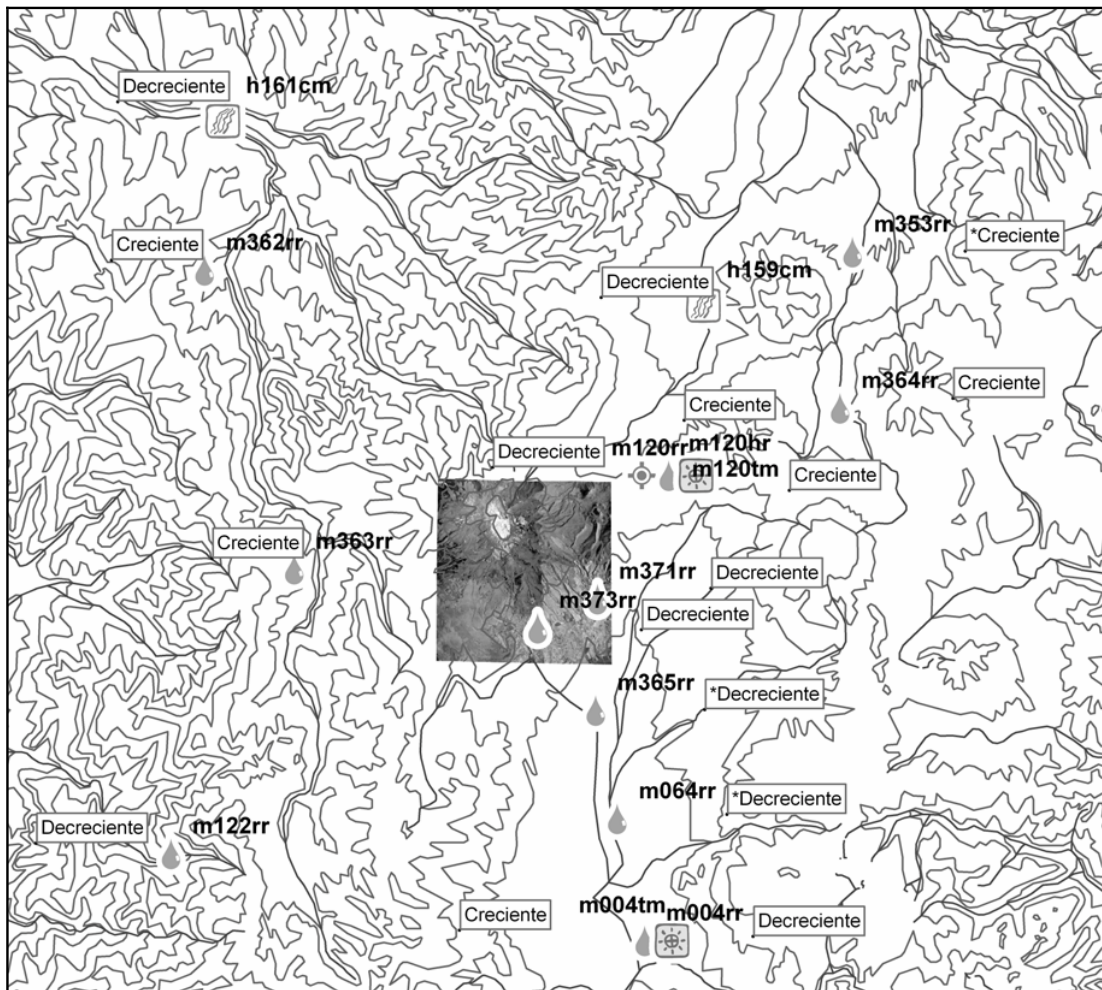 Decreciente h161cm
Creciente m362rr
m353rr *Creciente
Decreciente h159cm
m364rr Creciente
Creciente
Decreciente m120rr m120hr
m120tm Creciente
Creciente m363rr
m371rr Decreciente
m373rr Decreciente
m365rr *Decreciente
m064rr *Decreciente
Decreciente m122rr
Creciente m004tm m004rr Decreciente